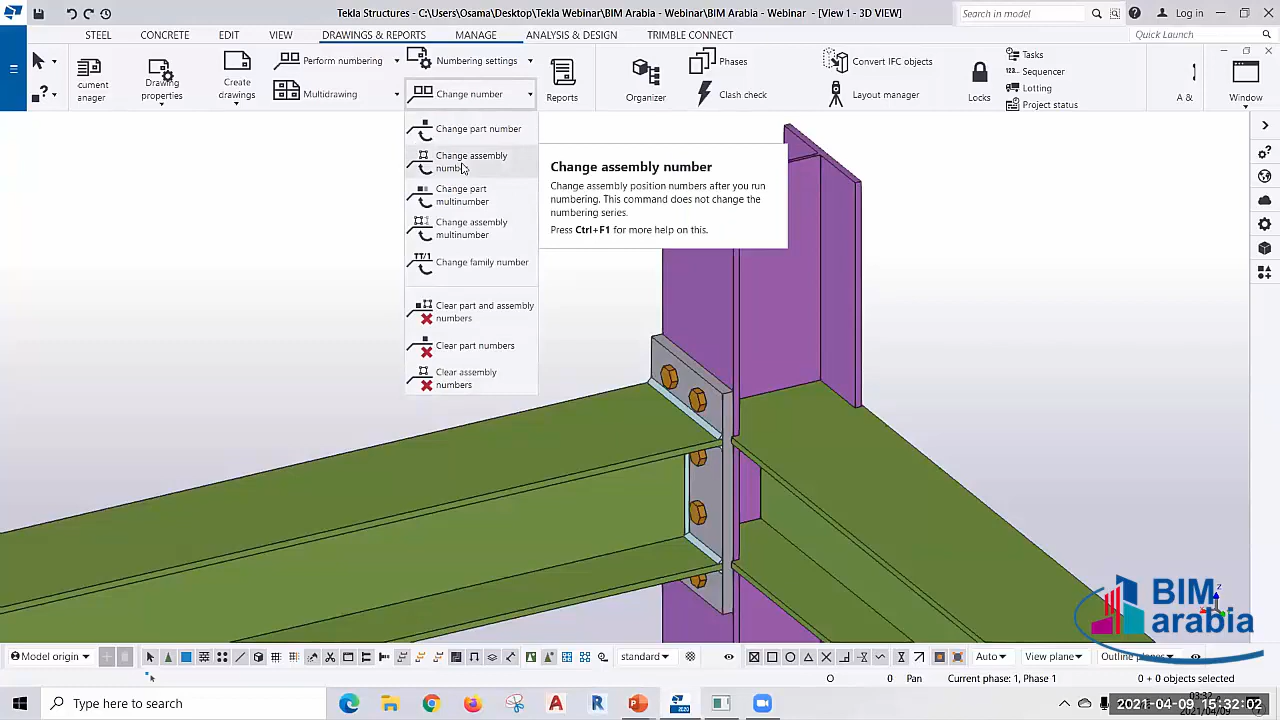 Tekla Structures - C:\Users\Osama\Desktop\Tekla Webinar\BIM Arabia - Webinar\BIM Arabia - Webinar - [View 1 - 3D View]
Search in model
Log in
STEEL
CONCRETE
EDIT
VIEW
DRAWINGS & REPORTS
MANAGE
ANALYSIS & DESIGN
TRIMBLE CONNECT
Quick Launch
cument
anager
Drawing
properties
Create
drawings
Perform numbering
Multidrawing
Numbering settings
Change number
Reports
Organizer
Phases
Clash check
Convert IFC objects
Layout manager
Locks
Tasks
Sequencer
Lotting
Project status
A &
Window
Change part number
Change assembly
number
Change part
multinumber
Change assembly
multinumber
Change family number
Clear part and assembly
numbers
Clear part numbers
Clear assembly
numbers
Change assembly number
Change assembly position numbers after you run
numbering. This command does not change the
numbering series.
Press Ctrl+F1 for more help on this.
BIM
arabia
Model origin
standard
Auto
View plane
Outline planes
O
0
Pan
Current phase: 1, Phase 1
0 + 0 objects selected
Type here to search
2021-04-09 15:32:02